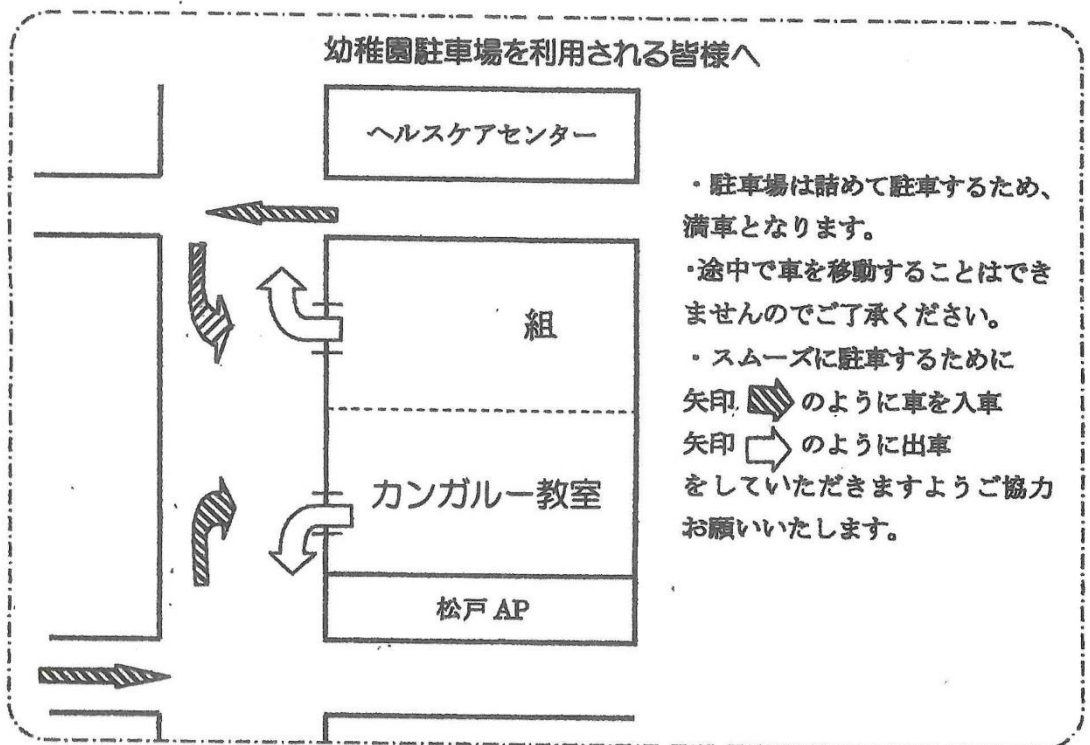 幼稚園駐車場を利用される皆様へ
ヘルスケアセンター
組
カンガルー教室
松戸 AP
・駐車場は詰めて駐車するため、
満車となります。
・途中で車を移動することはでき
ませんのでご了承ください。
・スムーズに駐車するために
矢印 のように車を入車
矢印 のように出車
をしていただきますようご協力
お願いいたします。